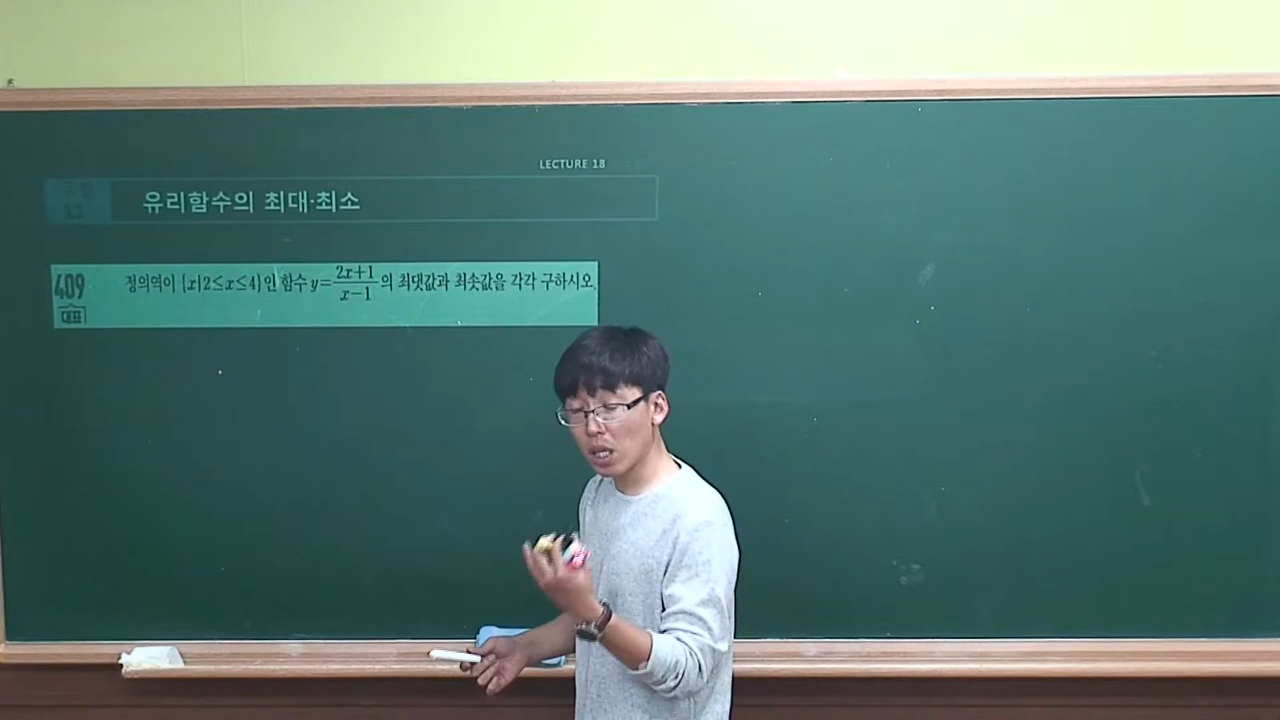 LECTURE 18
유리함수의 최대·최소
409 정의역이 {x|2≤x≤4}인 함수 y=\frac{2x+1}{x-1}의 최댓값과 최솟값을 각각 구하시오.
대표